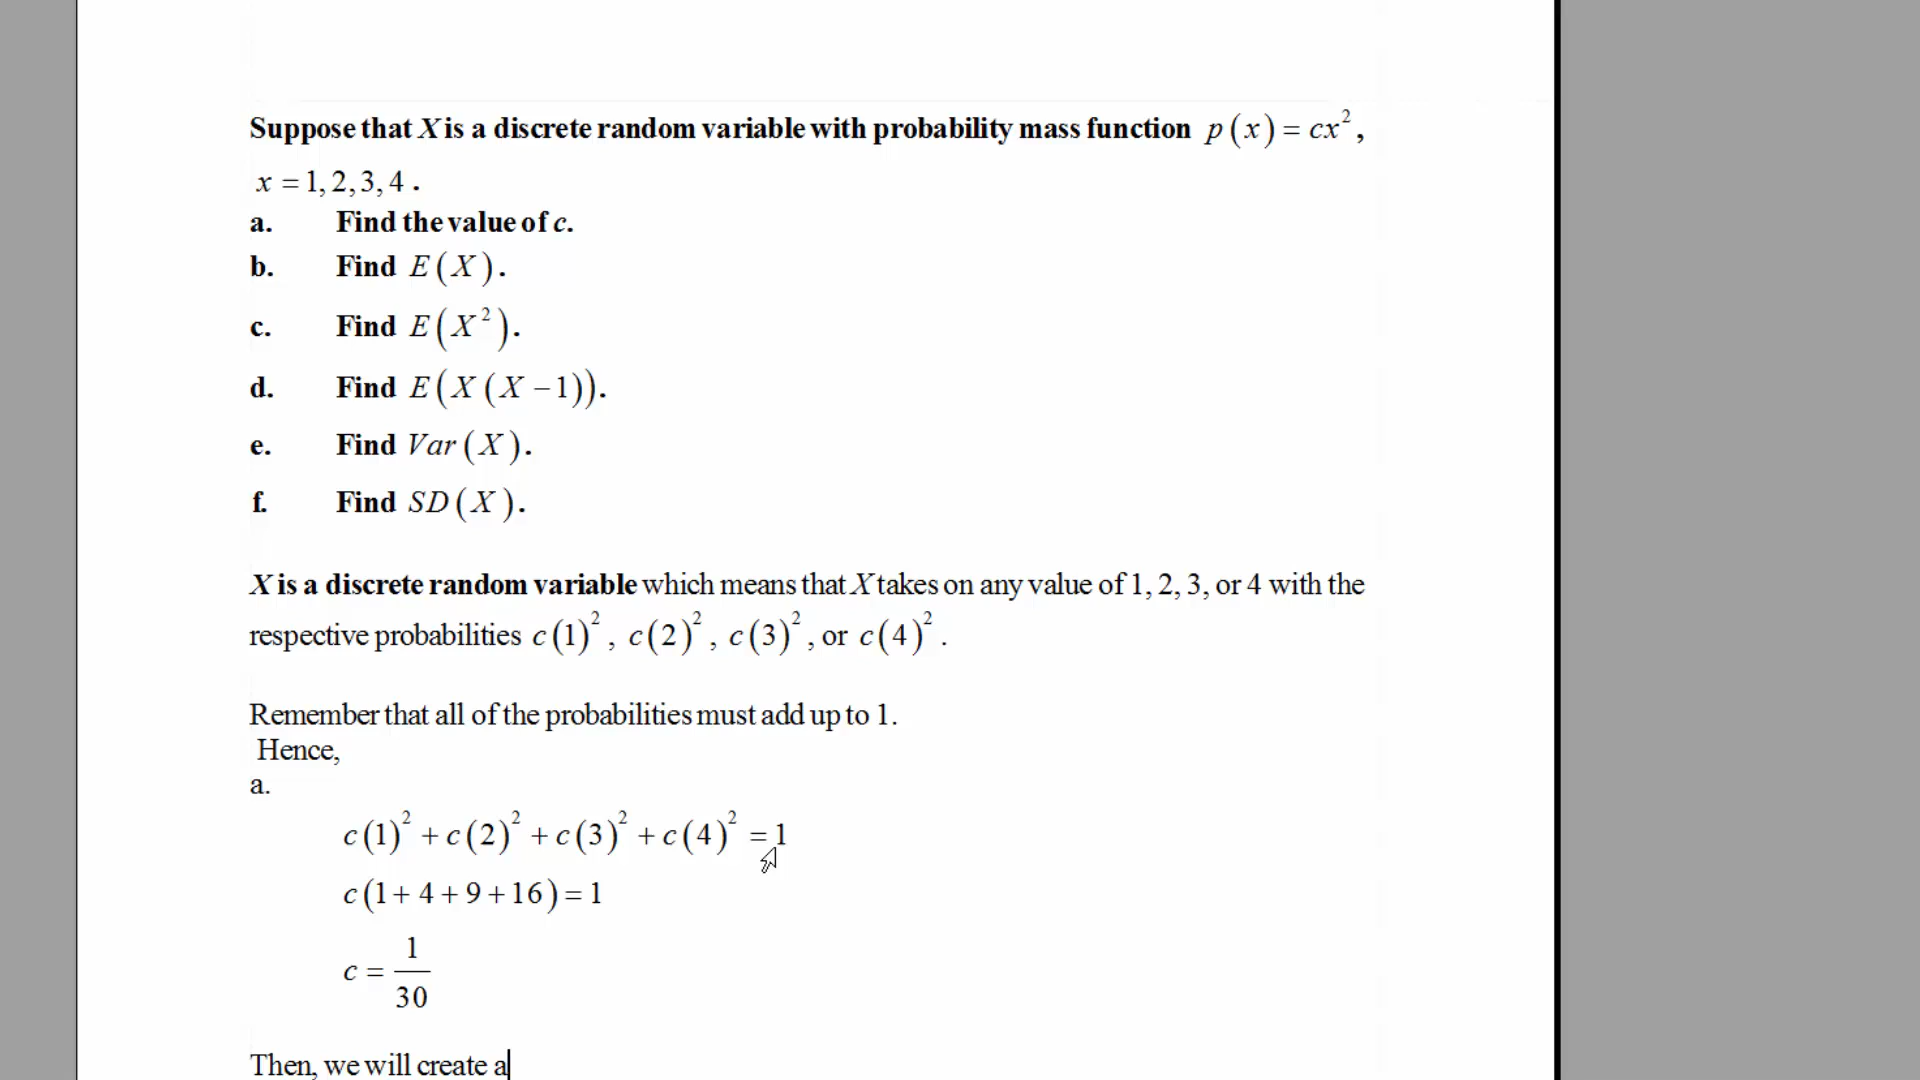 Suppose that X is a discrete random variable with probability mass function p(x) = cx²,
x = 1, 2, 3, 4 .
a. Find the value of c.
b. Find E(X).
c. Find E(X²).
d. Find E(X(X−1)).
e. Find Var(X).
f. Find SD(X).
X is a discrete random variable which means that X takes on any value of 1, 2, 3, or 4 with the
respective probabilities c(1)², c(2)², c(3)², or c(4)².
Remember that all of the probabilities must add up to 1.
Hence,
a.
c(1)² + c(2)² + c(3)² + c(4)² = 1
c(1 + 4 + 9 + 16) = 1
c = 1/30
Then, we will create a